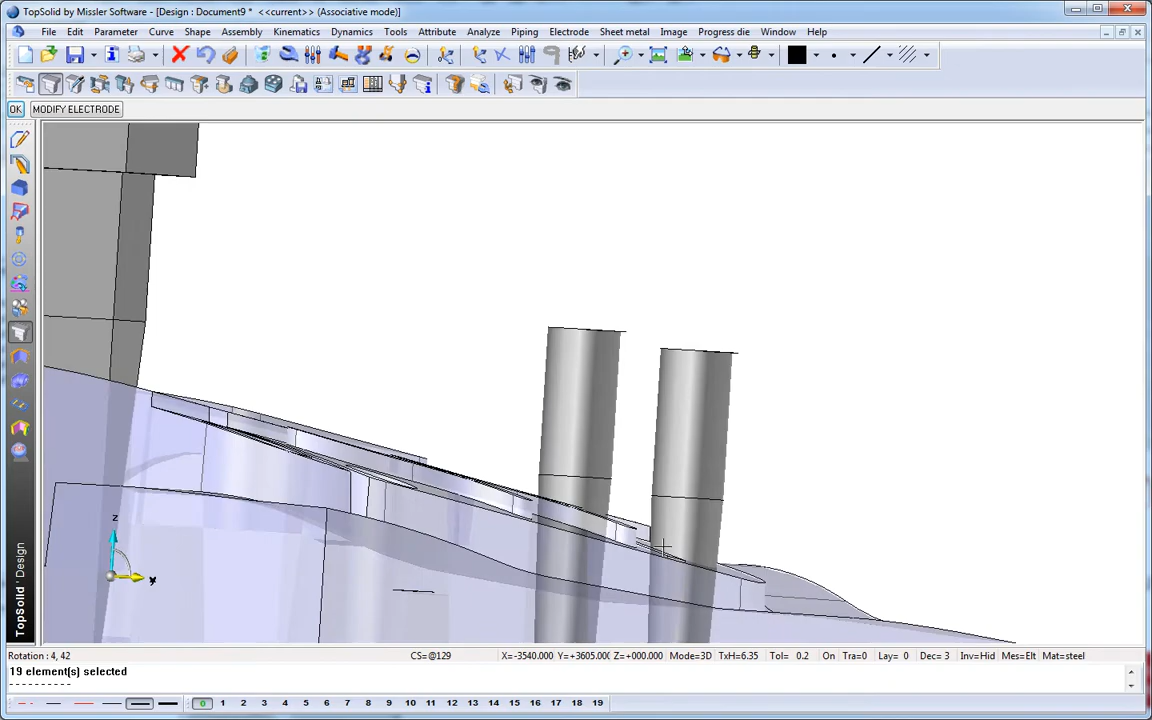 TopSolid by Missler Software - [Design : Document9 *  <<current>> (Associative mode)]
File Edit Parameter Curve Shape Assembly Kinematics Dynamics Tools Attribute Analyze Piping Electrode Sheet metal Progress die Window Image Help
OK MODIFY ELECTRODE
z
y
TopSolid'Design
Rotation : 4, 42 CS=@129 X=-3540.000 Y=+3605.000 Z=+000.000 Mode=3D TxH=6.35 Tol= 0.2 On Tra=0 Lay= 0 Dec= 3 Inv=Hid Mes=Elt Mat=steel
19 element(s) selected
----------
0 1 2 3 4 5 6 7 8 9 10 11 12 13 14 15 16 17 18 19